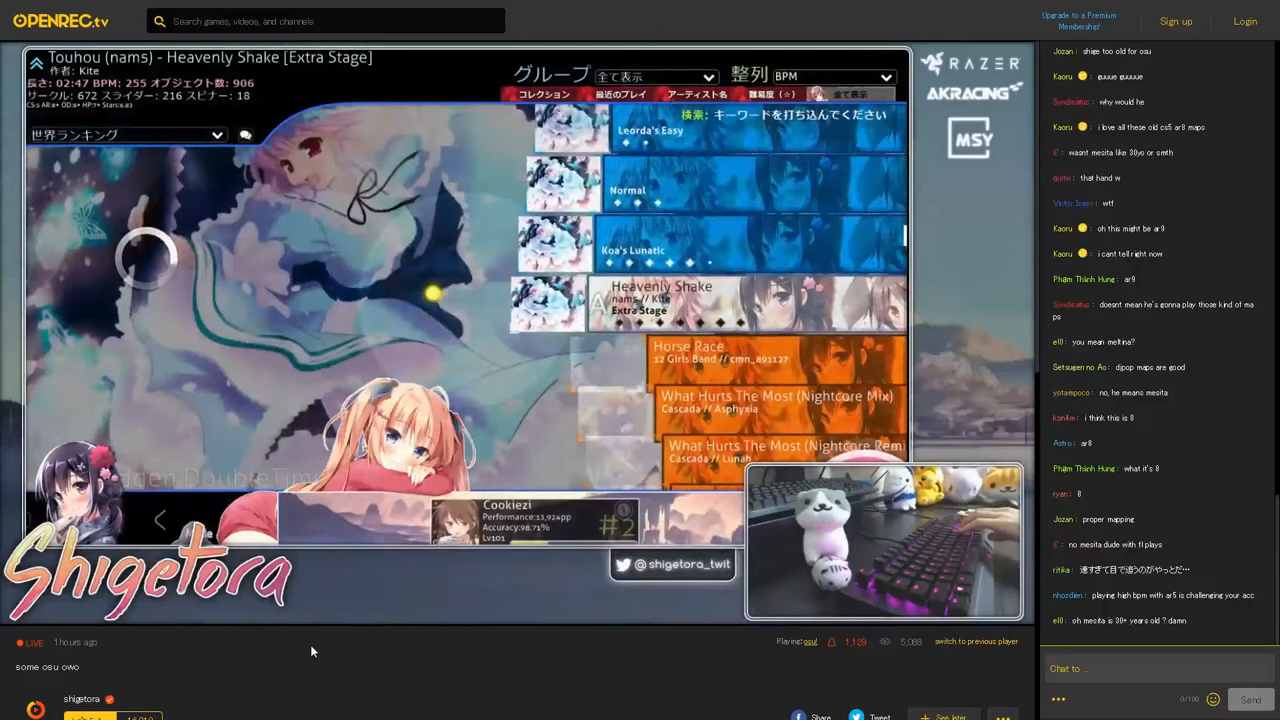 OPENREC.tv
Search games, videos, and channels
Upgrade to a Premium
Membership!
Sign up
Login
Touhou (nam5) - Heavenly Shake [Extra Stage]
作者: Kite
長さ: 02:47 BPM: 255 オブジェクト数: 906
サークル: 672 スライダー: 216 スピナー: 18
世界ランキング
グループ
全て表示
整列
BPM
コレクション
最近のプレイ
アーティスト名
難易度(☆)
全て表示
検索: キーワードを打ち込んでください
Leorda's Easy
Normal
Koa's Lunatic
Heavenly Shake
nam5 // Kite
Extra Stage
Horse Race
12 Girls Band // cmn_891127
What Hurts The Most (Nightcore Mix)
Cascada // Asphyxia
What Hurts The Most (Nightcore Remi
Cascada // Lunah
RAZER
AKRACING
MSY
Cookiezi
Performance:13,924pp
Accuracy:98.71%
Lv101
#2
Shigetora
@shigetora_twit
LIVE
1 hours ago
Playing:osu!
1,129
5,088
switch to previous player
some osu owo
shigetora
Share
Tweet
See later
Jozan: shige too old for osu
Kaoru : guuue guuuue
Syndicatus: why would he
Kaoru : i love all these old cs5 ar8 maps
E': wasnt mesita like 30yo or smth
quitw: that hand w
Victor Izaev: wtf
Kaoru : oh this might be ar9
Kaoru : i cant tell right now
Phạm Thành Hưng: ar9
Syndicatus: doesnt mean he's gonna play those kind of ma
ps
el0: you mean meltina?
Setsugen no Ao: djpop maps are good
yotampoco: no, he means mesita
kon4m: i think this is 8
Astro: ar8
Phạm Thành Hưng: what it's 8
ryan: 8
Jozan: proper mapping
E': no mesita dude with fl plays
ritika: 速すぎて目で追うのがやっとだ…
nhozdien: playing high bpm with ar5 is challenging your acc
el0: oh mesita is 30+ years old ? damn
Chat to ...
0/100
Send